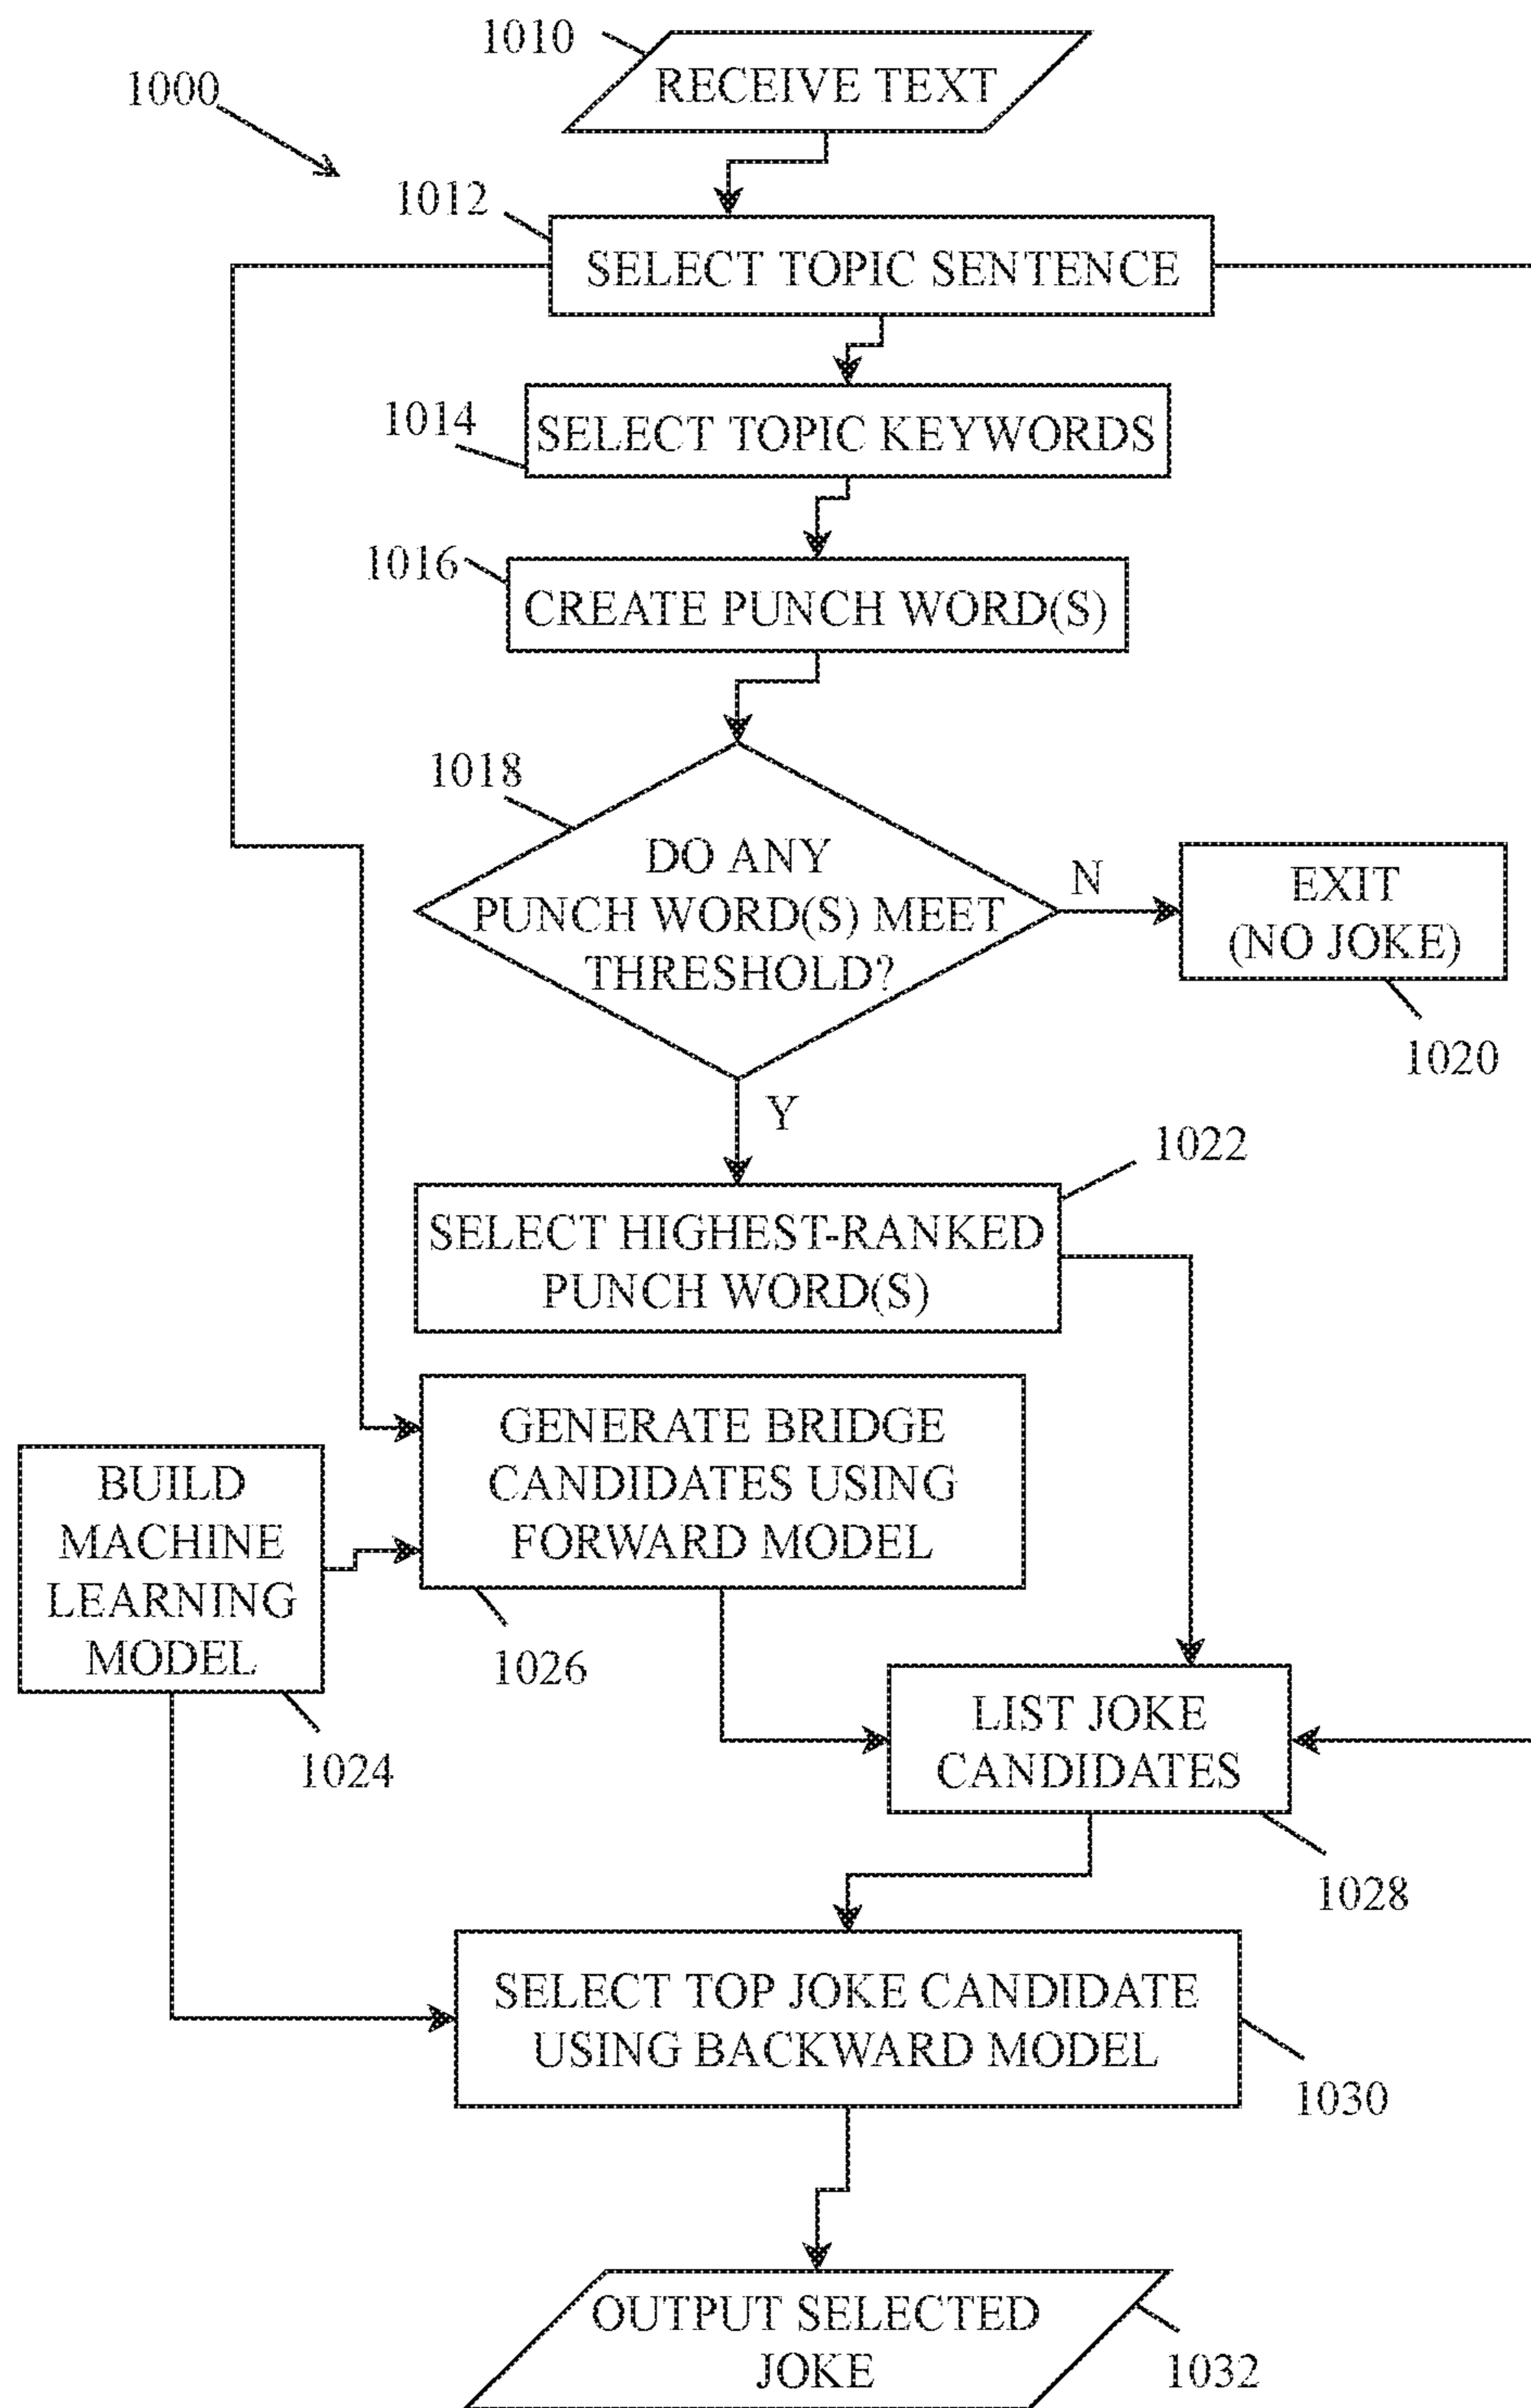 1010
RECEIVE TEXT
1000
1012
SELECT TOPIC SENTENCE
1014
SELECT TOPIC KEYWORDS
1016
CREATE PUNCH WORD(S)
1018
DO ANY
PUNCH WORD(S) MEET
THRESHOLD?
N
EXIT
(NO JOKE)
1020
Y
1022
SELECT HIGHEST-RANKED
PUNCH WORD(S)
GENERATE BRIDGE
CANDIDATES USING
FORWARD MODEL
BUILD
MACHINE
LEARNING
MODEL
1026
1024
LIST JOKE
CANDIDATES
1028
SELECT TOP JOKE CANDIDATE
USING BACKWARD MODEL
1030
OUTPUT SELECTED
JOKE
1032